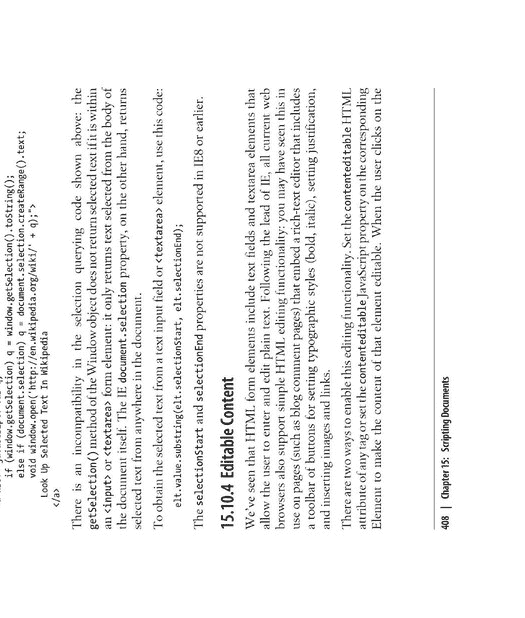 if (window.getSelection) q = window.getSelection().toString();
else if (document.selection) q = document.selection.createRange().text;
void window.open('http://en.wikipedia.org/wiki/' + q);">
Look Up Selected Text In Wikipedia
</a>
There is an incompatibility in the selection querying code shown above: the
getSelection() method of the Window object does not return selected text if it is within
an <input> or <textarea> form element: it only returns text selected from the body of
the document itself. The IE document.selection property, on the other hand, returns
selected text from anywhere in the document.
To obtain the selected text from a text input field or <textarea> element, use this code:
elt.value.substring(elt.selectionStart, elt.selectionEnd);
The selectionStart and selectionEnd properties are not supported in IE8 or earlier.
15.10.4 Editable Content
We've seen that HTML form elements include text fields and textarea elements that
allow the user to enter and edit plain text. Following the lead of IE, all current web
browsers also support simple HTML editing functionality: you may have seen this in
use on pages (such as blog comment pages) that embed a rich-text editor that includes
a toolbar of buttons for setting typographic styles (bold, italic), setting justification,
and inserting images and links.
There are two ways to enable this editing functionality. Set the contenteditable HTML
attribute of any tag or set the contenteditable JavaScript property on the corresponding
Element to make the content of that element editable. When the user clicks on the
408 | Chapter 15: Scripting Documents